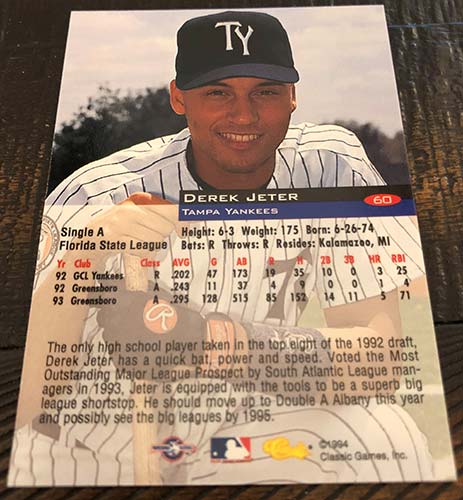 TY
DEREK JETER 60
TAMPA YANKEES
Single A
Florida State League
Height: 6-3 Weight: 175 Born: 6-26-74
Bats: R Throws: R Resides: Kalamazoo, MI
Yr Club Class AVG G AB R H 2B 3B HR RBI
92 GCL Yankees R .202 47 173 19 35 10 0 3 25
92 Greensboro A .243 11 37 4 9 0 0 1 4
93 Greensboro A .295 128 515 85 152 14 11 5 71
The only high school player taken in the top eight of the 1992 draft,
Derek Jeter has a quick bat, power and speed. Voted the Most
Outstanding Major League Prospect by South Atlantic League man-
agers in 1993, Jeter is equipped with the tools to be a superb big
league shortstop. He should move up to Double A Albany this year
and possibly see the big leagues by 1995.
Classic
©1994
Classic Games, Inc.